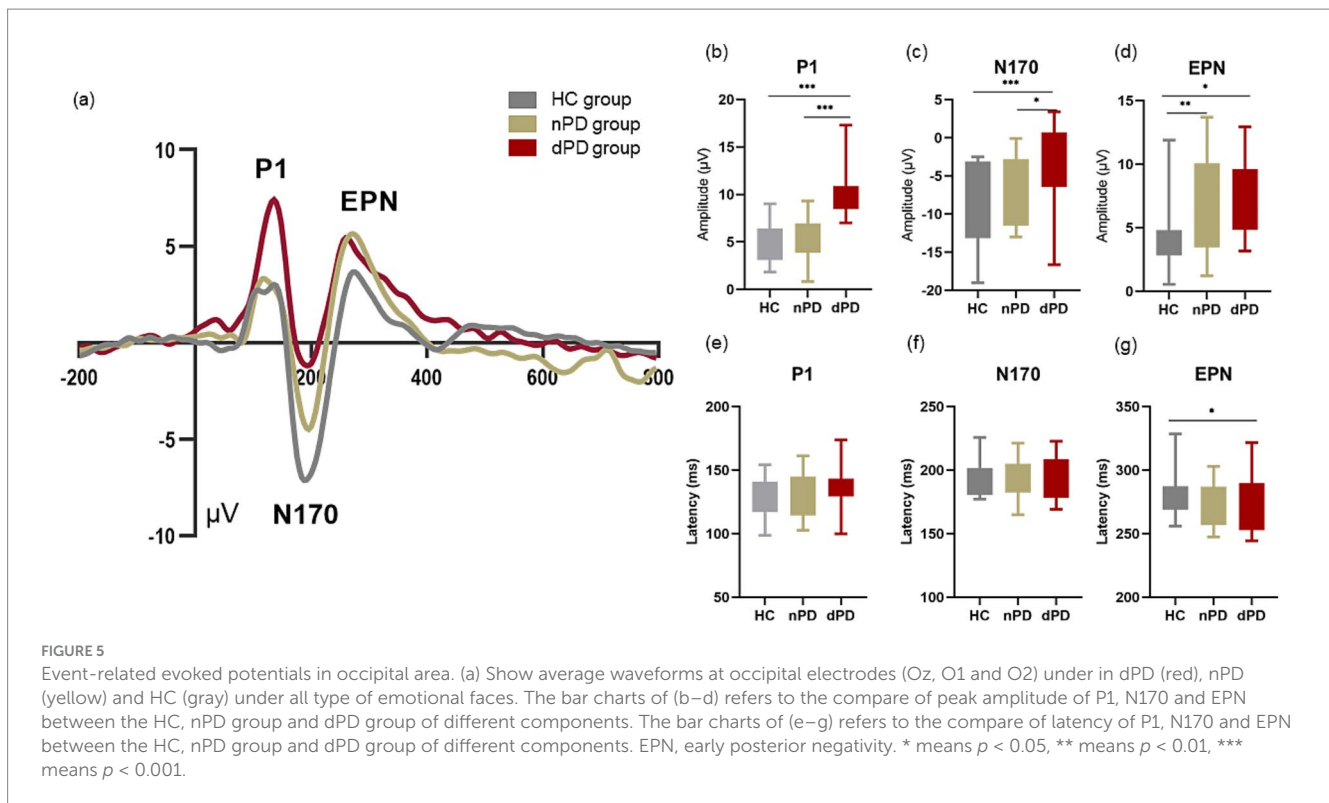 (a)
HC group
nPD group
dPD group
10
5
-5
-10
P1
EPN
N170
µV
-200
200
400
600
800
(b)
P1
***
***
Amplitude (µV)
20
15
10
5
0
HC nPD dPD
(c)
N170
***
*
Amplitude (µV)
5
0
-5
-10
-15
-20
HC nPD dPD
(d)
EPN
*
**
Amplitude (µV)
15
10
5
0
HC nPD dPD
(e)
P1
Latency (ms)
200
150
100
50
HC nPD dPD
(f)
N170
Latency (ms)
250
200
150
100
HC nPD dPD
(g)
EPN
*
Latency (ms)
350
300
250
200
HC nPD dPD
FIGURE 5
Event-related evoked potentials in occipital area. (a) Show average waveforms at occipital electrodes (Oz, O1 and O2) under in dPD (red), nPD
(yellow) and HC (gray) under all type of emotional faces. The bar charts of (b–d) refers to the compare of peak amplitude of P1, N170 and EPN
between the HC, nPD group and dPD group of different components. The bar charts of (e–g) refers to the compare of latency of P1, N170 and EPN
between the HC, nPD group and dPD group of different components. EPN, early posterior negativity. * means p < 0.05, ** means p < 0.01, ***
means p < 0.001.